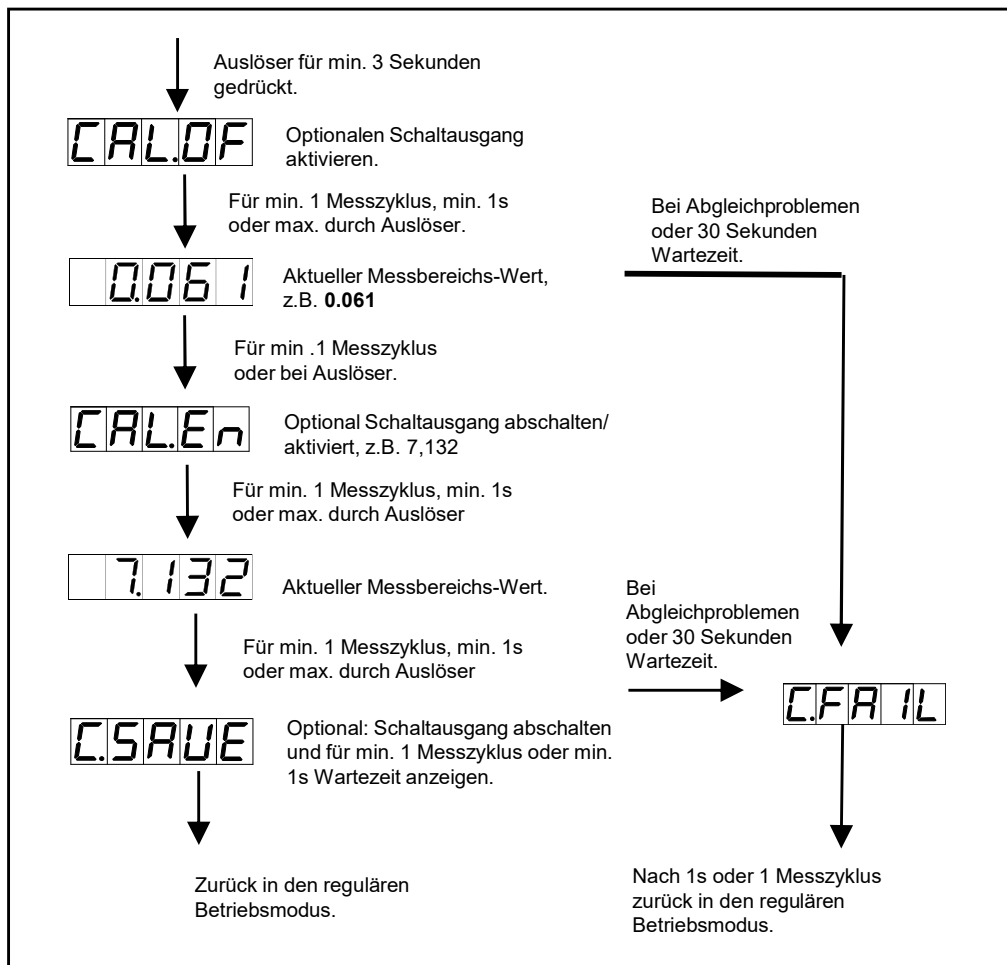 Auslöser für min. 3 Sekunden
gedrückt.
CAL.OF
Optionalen Schaltausgang
aktivieren.
Für min. 1 Messzyklus, min. 1s
oder max. durch Auslöser.
Bei Abgleichproblemen
oder 30 Sekunden
Wartezeit.
0.061
Aktueller Messbereichs-Wert,
z.B. 0.061
Für min .1 Messzyklus
oder bei Auslöser.
CAL.En
Optional Schaltausgang abschalten/
aktiviert, z.B. 7,132
Für min. 1 Messzyklus, min. 1s
oder max. durch Auslöser
7.132
Aktueller Messbereichs-Wert.
Bei
Abgleichproblemen
oder 30 Sekunden
Wartezeit.
Für min. 1 Messzyklus, min. 1s
oder max. durch Auslöser
C.FAIL
C.SAVE
Optional: Schaltausgang abschalten
und für min. 1 Messzyklus oder min.
1s Wartezeit anzeigen.
Zurück in den regulären
Betriebsmodus.
Nach 1s oder 1 Messzyklus
zurück in den regulären
Betriebsmodus.